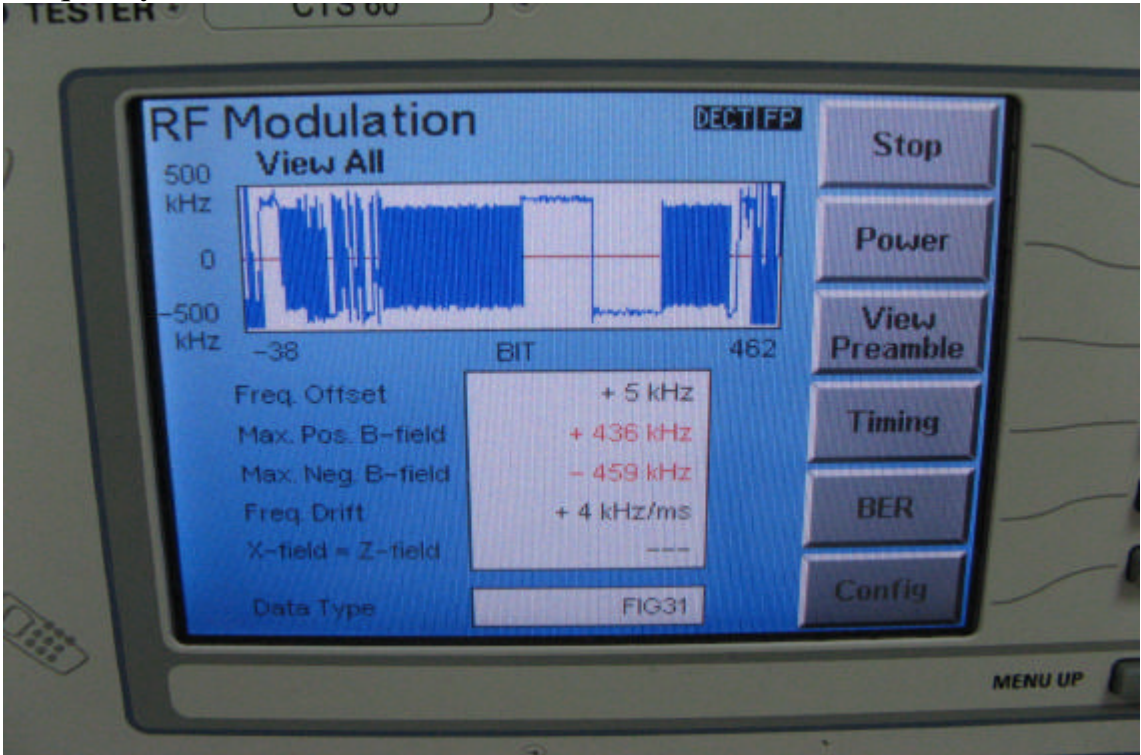 TESTER
CTS 60
RF Modulation
DECT FP
View All
500
kHz
0
-500
kHz
-38
BIT
462
Freq. Offset + 5 kHz
Max. Pos. B-field + 436 kHz
Max. Neg. B-field - 459 kHz
Freq. Drift + 4 kHz/ms
X-field = Z-field ---
Data Type FIG31
Stop
Power
View
Preamble
Timing
BER
Config
MENU UP